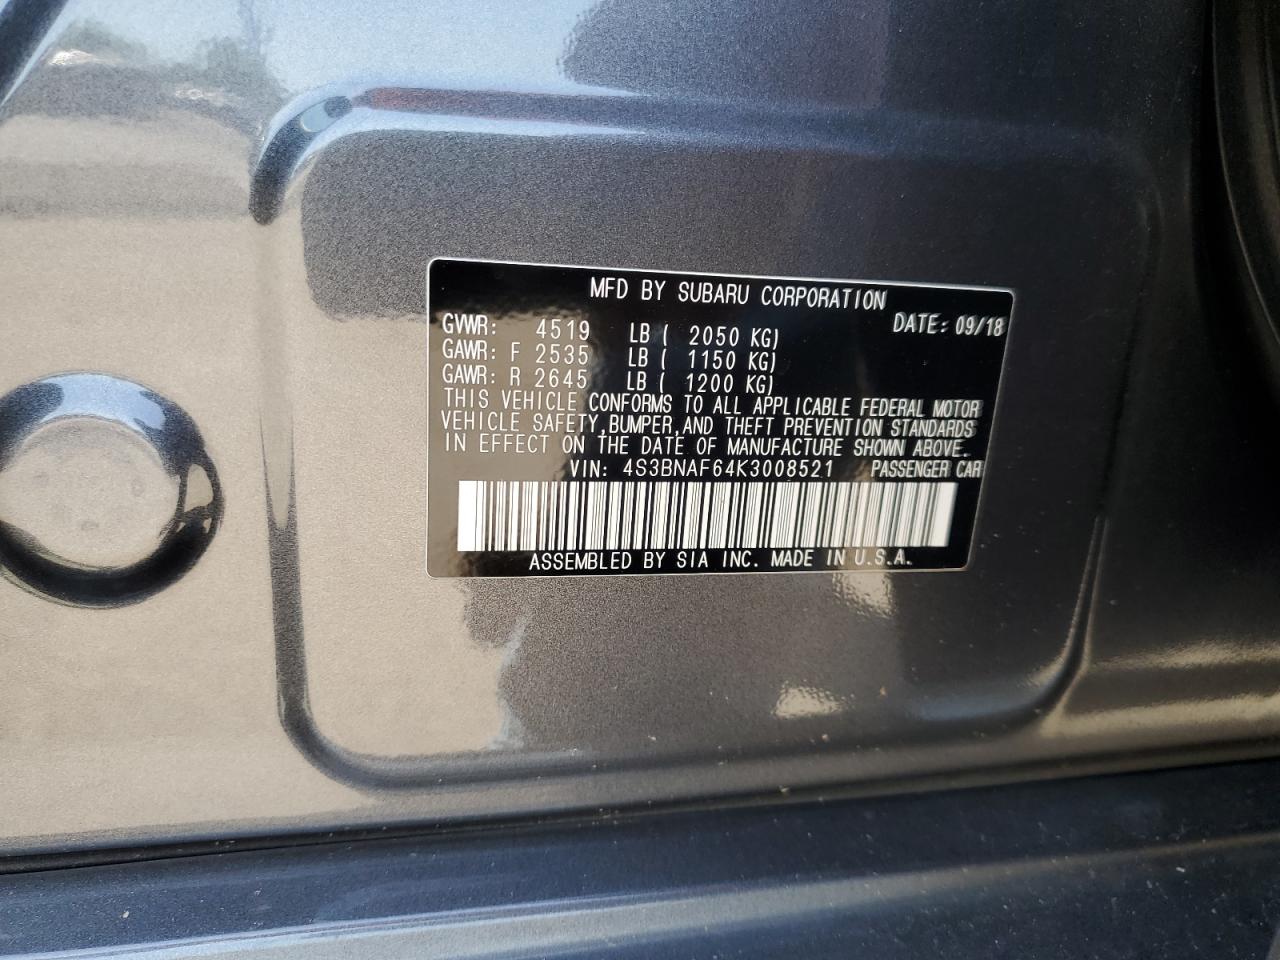 MFD BY SUBARU CORPORATION
DATE: 09/18
GVWR: 4519 LB ( 2050 KG)
GAWR: F 2535 LB ( 1150 KG)
GAWR: R 2645 LB ( 1200 KG)
THIS VEHICLE CONFORMS TO ALL APPLICABLE FEDERAL MOTOR
VEHICLE SAFETY, BUMPER, AND THEFT PREVENTION STANDARDS
IN EFFECT ON THE DATE OF MANUFACTURE SHOWN ABOVE.
VIN: 4S3BNAF64K3008521 PASSENGER CAR
ASSEMBLED BY SIA INC. MADE IN U.S.A.